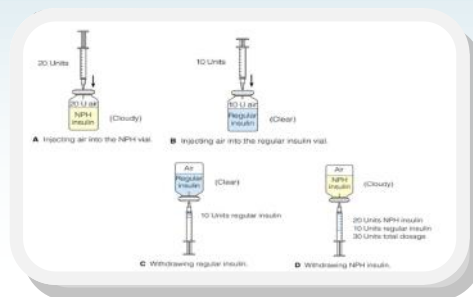 20 Units
20 U air
NPH
insulin
(Cloudy)
A Injecting air into the NPH vial.
10 Units
10 U air
Regular
insulin
(Clear)
B Injecting air into the regular insulin vial.
Air
Regular
insulin
(Clear)
10 Units regular insulin
C Withdrawing regular insulin.
Air
NPH
insulin
(Cloudy)
20 Units NPH insulin
10 Units regular insulin
30 Units total dosage
D Withdrawing NPH insulin.